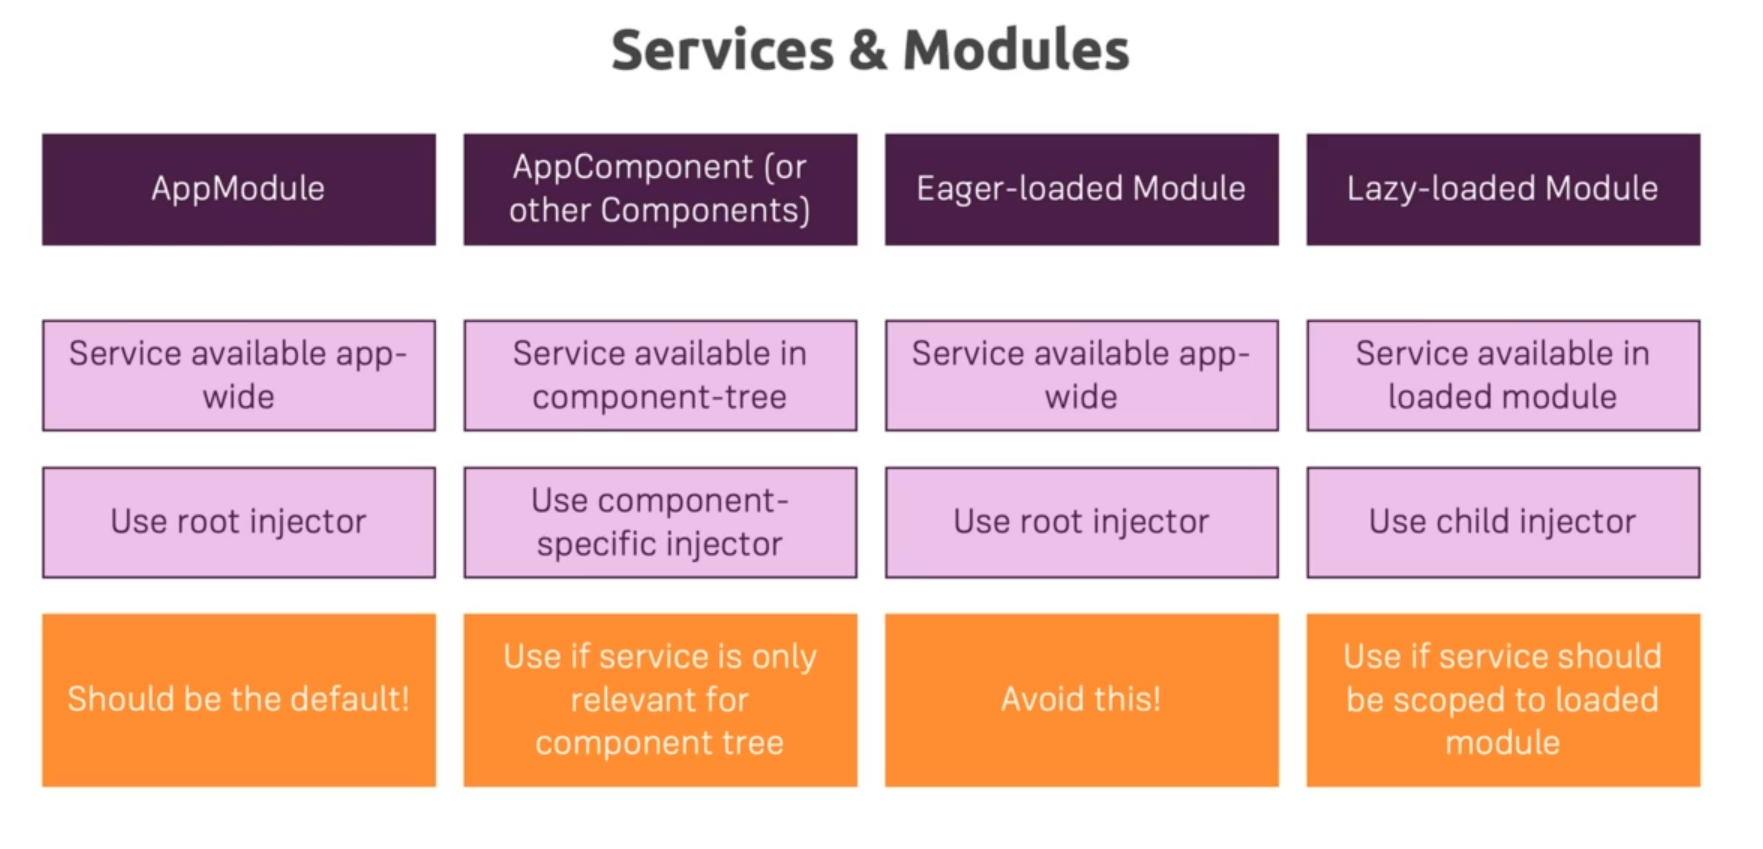 Services & Modules
AppModule
AppComponent (or
other Components)
Eager-loaded Module
Lazy-loaded Module
Service available app-
wide
Service available in
component-tree
Service available app-
wide
Service available in
loaded module
Use root injector
Use component-
specific injector
Use root injector
Use child injector
Should be the default!
Use if service is only
relevant for
component tree
Avoid this!
Use if service should
be scoped to loaded
module